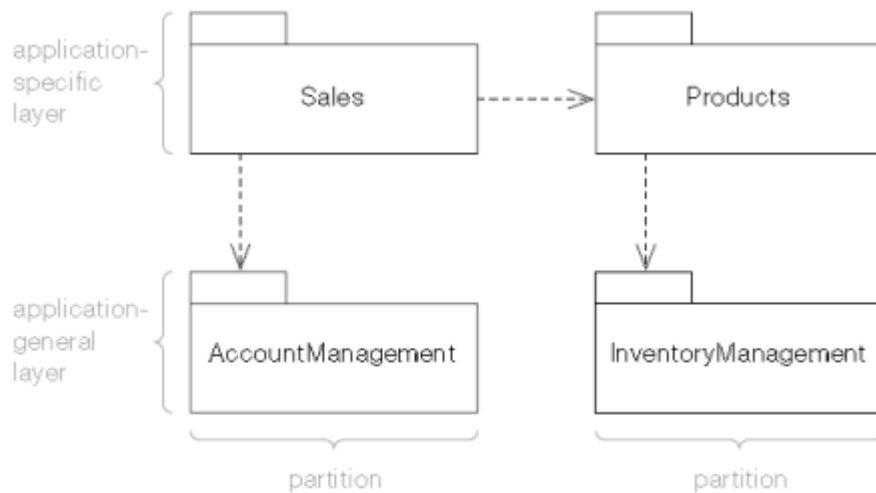 application-
specific
layer
Sales
Products
application-
general
layer
AccountManagement
InventoryManagement
partition
partition